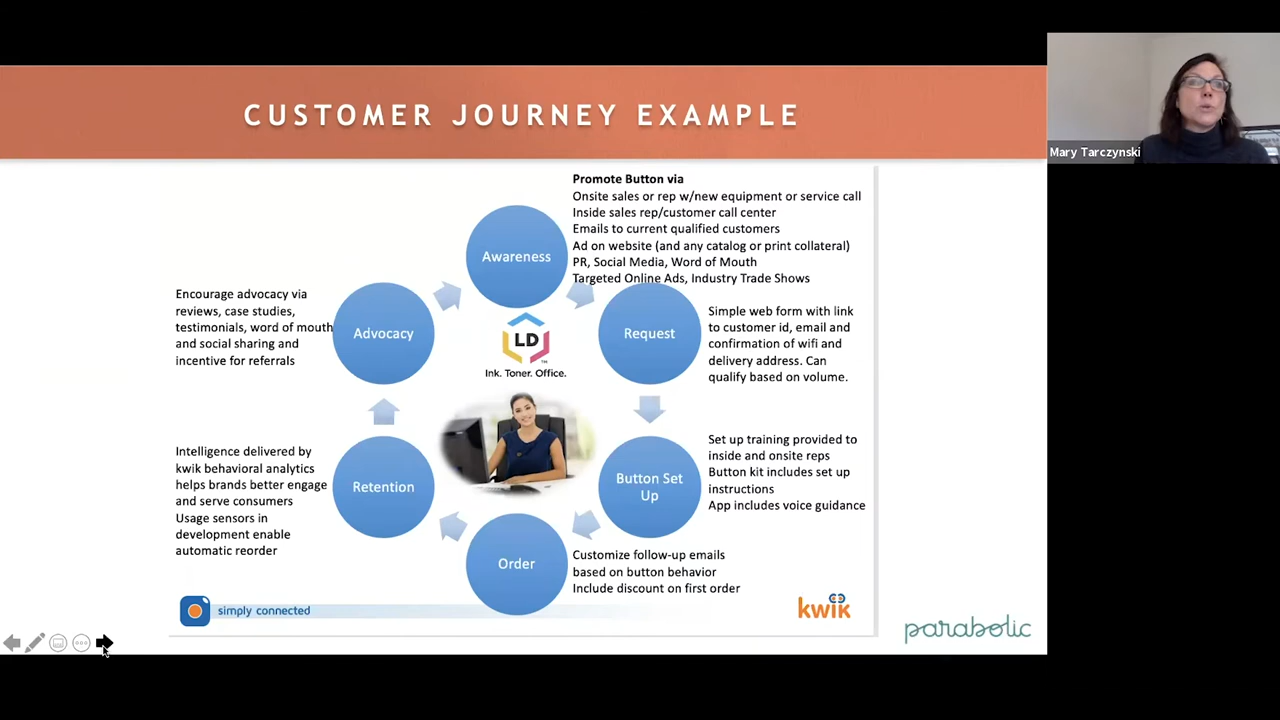 CUSTOMER JOURNEY EXAMPLE
Mary Tarczynski
Promote Button via
Onsite sales or rep w/new equipment or service call
Inside sales rep/customer call center
Emails to current qualified customers
Ad on website (and any catalog or print collateral)
PR, Social Media, Word of Mouth
Targeted Online Ads, Industry Trade Shows
Awareness
Request
Simple web form with link
to customer id, email and
confirmation of wifi and
delivery address. Can
qualify based on volume.
Button Set
Up
Set up training provided to
inside and onsite reps
Button kit includes set up
instructions
App includes voice guidance
Order
Customize follow-up emails
based on button behavior
Include discount on first order
Retention
Intelligence delivered by
kwik behavioral analytics
helps brands better engage
and serve consumers
Usage sensors in
development enable
automatic reorder
Advocacy
Encourage advocacy via
reviews, case studies,
testimonials, word of mouth
and social sharing and
incentive for referrals
LD
TM
Ink. Toner. Office.
simply connected
kwik
parabolic